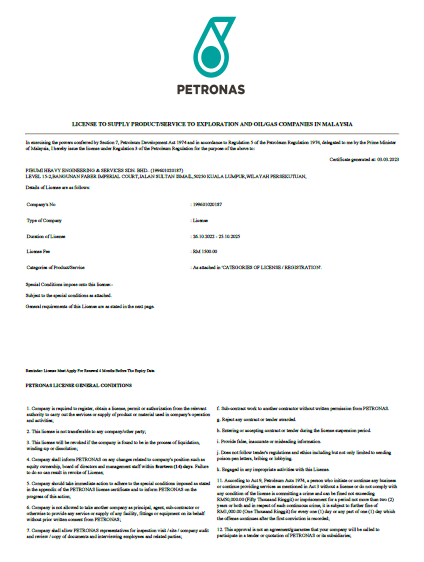 PETRONAS
LICENSE TO SUPPLY PRODUCT/SERVICE TO EXPLORATION AND OIL/GAS COMPANIES IN MALAYSIA
In exercising the powers conferred by Section 7, Petroleum Development Act 1974 and in accordance to Regulation 5 of the Petroleum Regulation 1974, delegated to me by the Prime Minister
of Malaysia, I hereby issue the license under Regulation 3 of the Petroleum Regulation for the purpose of the above to:
Certificate generated at: 03.03.2023
HEAVY ENGINEERING & SERVICES SDN. BHD. (199601020187)
LEVEL 15-2,BANGUNAN FABER IMPERIAL COURT,JALAN SULTAN ISMAIL,50250 KUALA LUMPUR,WILAYAH PERSEKUTUAN,
Details of License are as follows:
Company's No : 199601020187
Type of Company : License
Duration of License : 26.10.2022 - 25.10.2025
License Fee : RM 1500.00
Categories of Product/Service : As attached in 'CATEGORIES OF LICENSE / REGISTRATION'
Special Conditions impose onto this license:-
Subject to the special conditions as attached.
General requirements of this License are as stated in the next page.
Reminder: License Must Apply For Renewal 4 Months Before The Expiry Date.
PETRONAS LICENSE GENERAL CONDITIONS
1. Company is required to register, obtain a license, permit or authorization from the relevant
authority to carry out the services or supply of product or material used in company's operation
and activities;
2. This license is not transferable to any company/other party;
3. This license will be revoked if the company is found to be in the process of liquidation,
winding up or dissolution;
4. Company shall inform PETRONAS on any changes related to company's position such as
equity ownership, board of directors and management staff within fourteen (14) days. Failure
to do so can result in revoke of License;
5. Company should take immediate action to adhere to the special conditions imposed as stated
in the appendix of the PETRONAS license certificate and to inform PETRONAS on the
progress of this action;
6. Company is not allowed to take another company as principal, agent, sub-contractor or
otherwise to provide any service or supply of any facility, fittings or equipment on its behalf
without prior written consent from PETRONAS;
7. Company shall allow PETRONAS representatives for inspection visit / site / company audit
and review / copy of documents and interviewing employees and related parties;
f. Sub-contract work to another contractor without written permission from PETRONAS.
g. Reject any contract or tender awarded.
h. Entering or accepting contract or tender during the license suspension period.
i. Provide false, inaccurate or misleading information.
j. Does not follow tender's regulations and ethics including but not only limited to sending
poison-pen letters, bribing or lobbying.
k. Engaged in any inappropriate activities with this License.
11. According to Act 9, Petroleum Acts 1974, a person who initiate or continue any business
or continue providing services as mentioned in Act 3 without a license or do not comply with
any condition of the license is committing a crime and can be fined not exceeding
RM50,000.00 (Fifty Thousand Ringgit) or imprisonment for a period not more than two (2)
years or both and in respect of each continuous crime, it is subject to further fine of
RM1,000.00 (One Thousand Ringgit) for every one (1) day or any part of one (1) day which
the offense continues after the first conviction is recorded;
12. This approval is not an agreement/guarantee that your company will be called to
participate in a tender or quotation of PETRONAS or its subsidiaries;